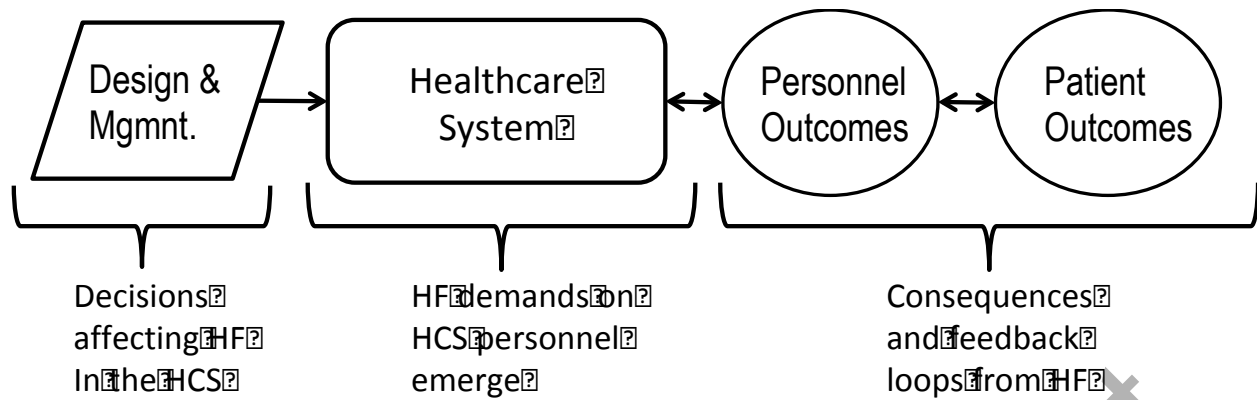 Design &
Mgmnt.
Healthcare
System
Personnel
Outcomes
Patient
Outcomes
Decisions
affecting HF
In the HCS
HF demands on
HCS personnel
emerge
Consequences
and feedback
loops from HF